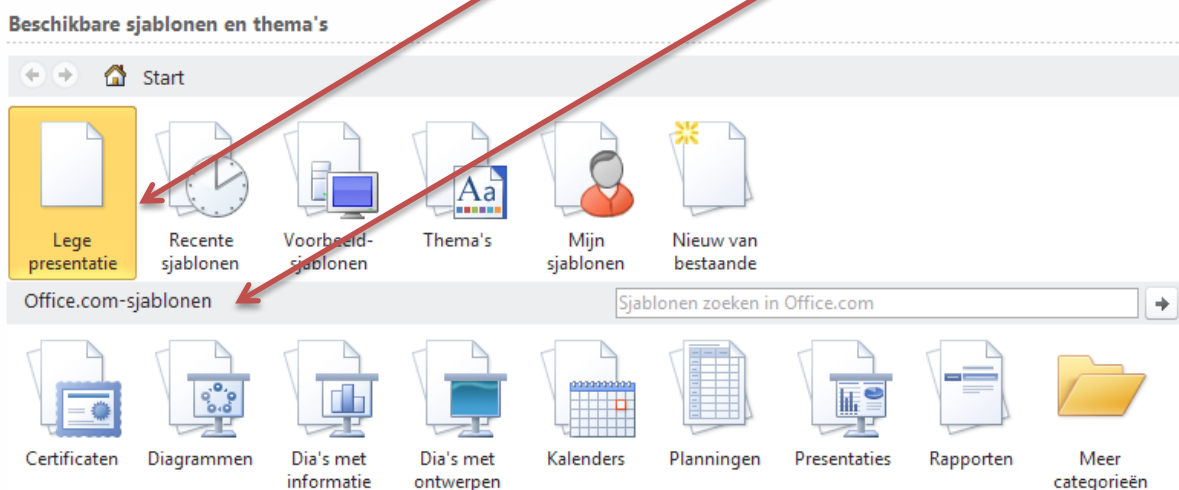 Beschikbare sjablonen en thema's
Start
Lege presentatie
Recente sjablonen
Voorbeeld-sjablonen
Thema's
Mijn sjablonen
Nieuw van bestaande
Office.com-sjablonen
Sjablonen zoeken in Office.com
Aa
Certificaten
Diagrammen
Dia's met informatie
Dia's met ontwerpen
Kalenders
Planningen
Presentaties
Rapporten
Meer categorieën